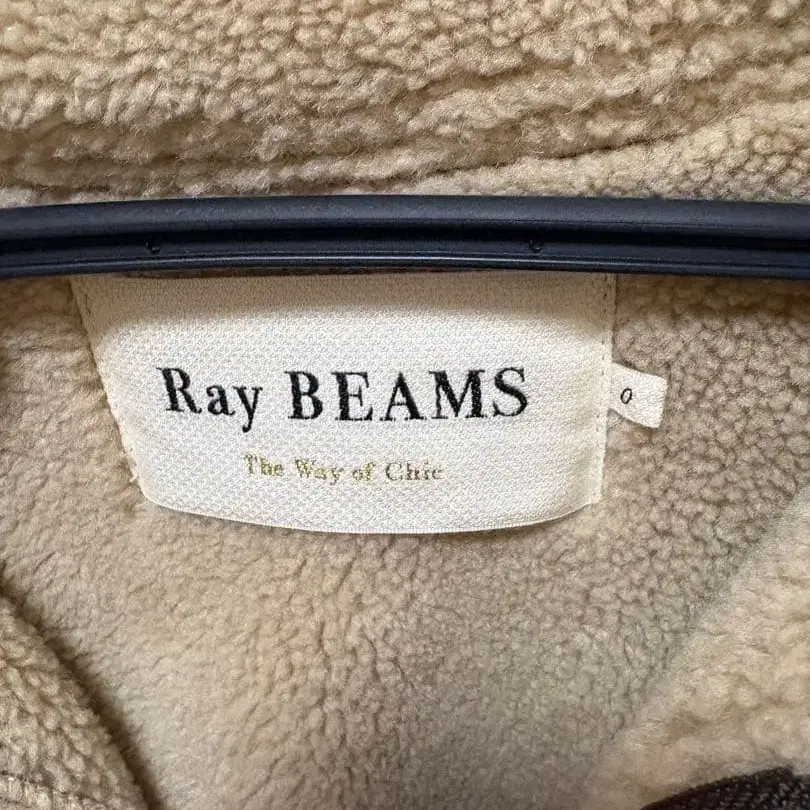 Ray BEAMS
The Way of Chic
0